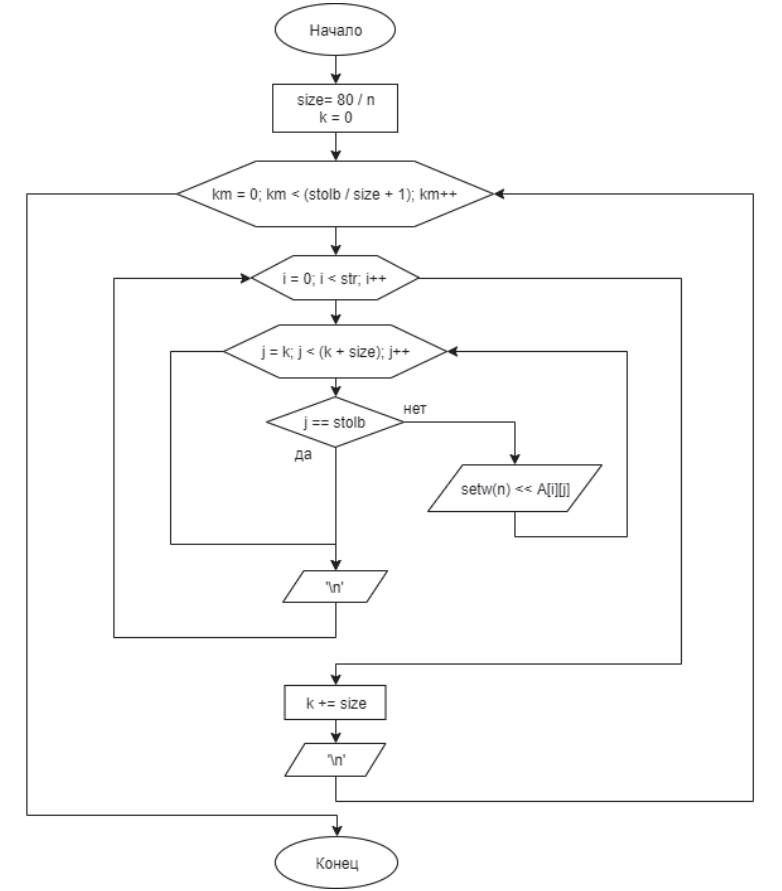 Начало
size= 80 / n
k = 0
km = 0; km < (stolb / size + 1); km++
i = 0; i < str; i++
j = k; j < (k + size); j++
j == stolb
нет
да
setw(n) << A[i][j]
'\n'
k += size
'\n'
Конец